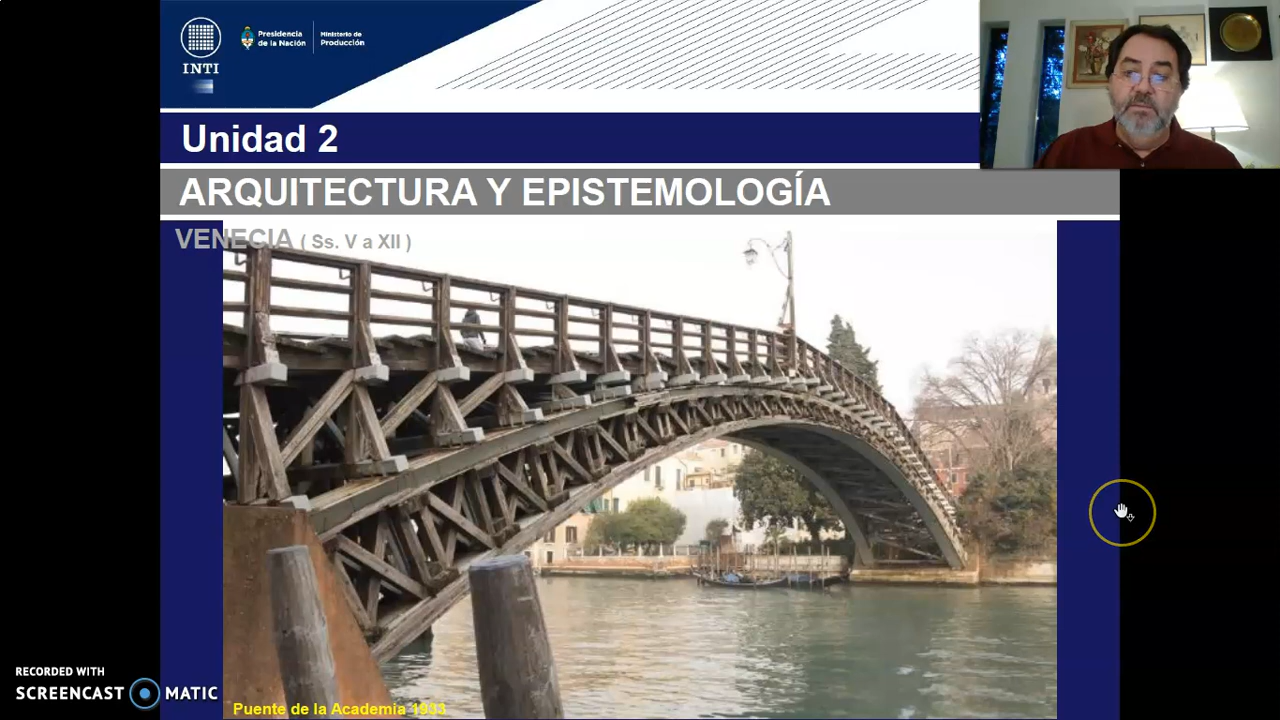 INTI
Presidencia
de la Nación
Ministerio de
Producción
Unidad 2
ARQUITECTURA Y EPISTEMOLOGÍA
VENECIA ( Ss. V a XII )
Puente de la Academia 1933
RECORDED WITH
SCREENCAST MATIC